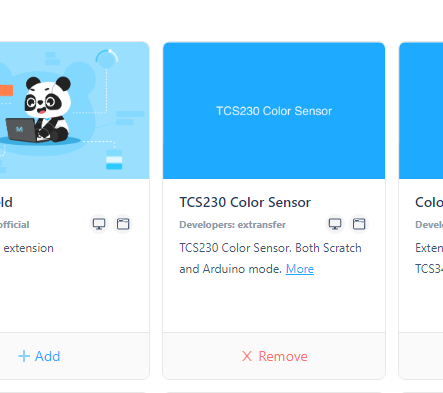 M
TCS230 Color Sensor
ld
official
extension
+ Add
TCS230 Color Sensor
Developers: extransfer
TCS230 Color Sensor. Both Scratch
and Arduino mode. More
X Remove
Colo
Devel
Exten
TCS34